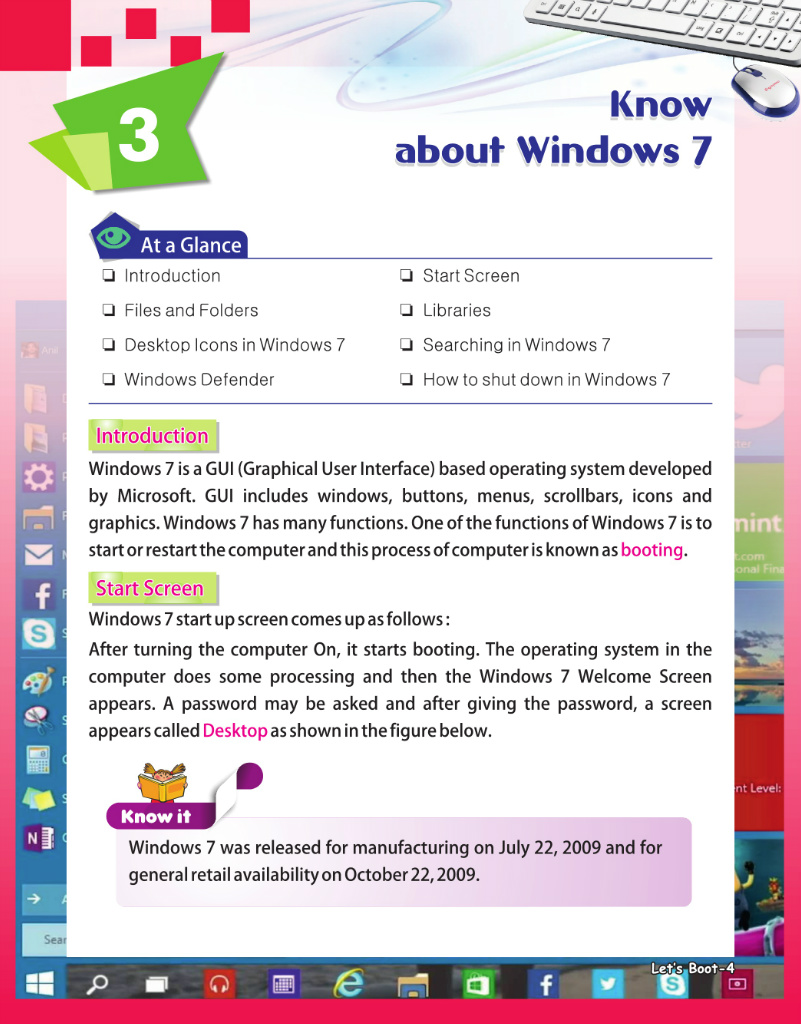 3
Know
about Windows 7
At a Glance
❑ Introduction
❑ Start Screen
❑ Files and Folders
❑ Libraries
❑ Desktop Icons in Windows 7
❑ Searching in Windows 7
❑ Windows Defender
❑ How to shut down in Windows 7
Introduction
Windows 7 is a GUI (Graphical User Interface) based operating system developed
by Microsoft. GUI includes windows, buttons, menus, scrollbars, icons and
graphics. Windows 7 has many functions. One of the functions of Windows 7 is to
start or restart the computer and this process of computer is known as booting.
Start Screen
Windows 7 start up screen comes up as follows :
After turning the computer On, it starts booting. The operating system in the
computer does some processing and then the Windows 7 Welcome Screen
appears. A password may be asked and after giving the password, a screen
appears called Desktop as shown in the figure below.
Know it
Windows 7 was released for manufacturing on July 22, 2009 and for
general retail availability on October 22, 2009.
mint
t.com
onal Fina
nt Level:
Sear
Let's Boot-4